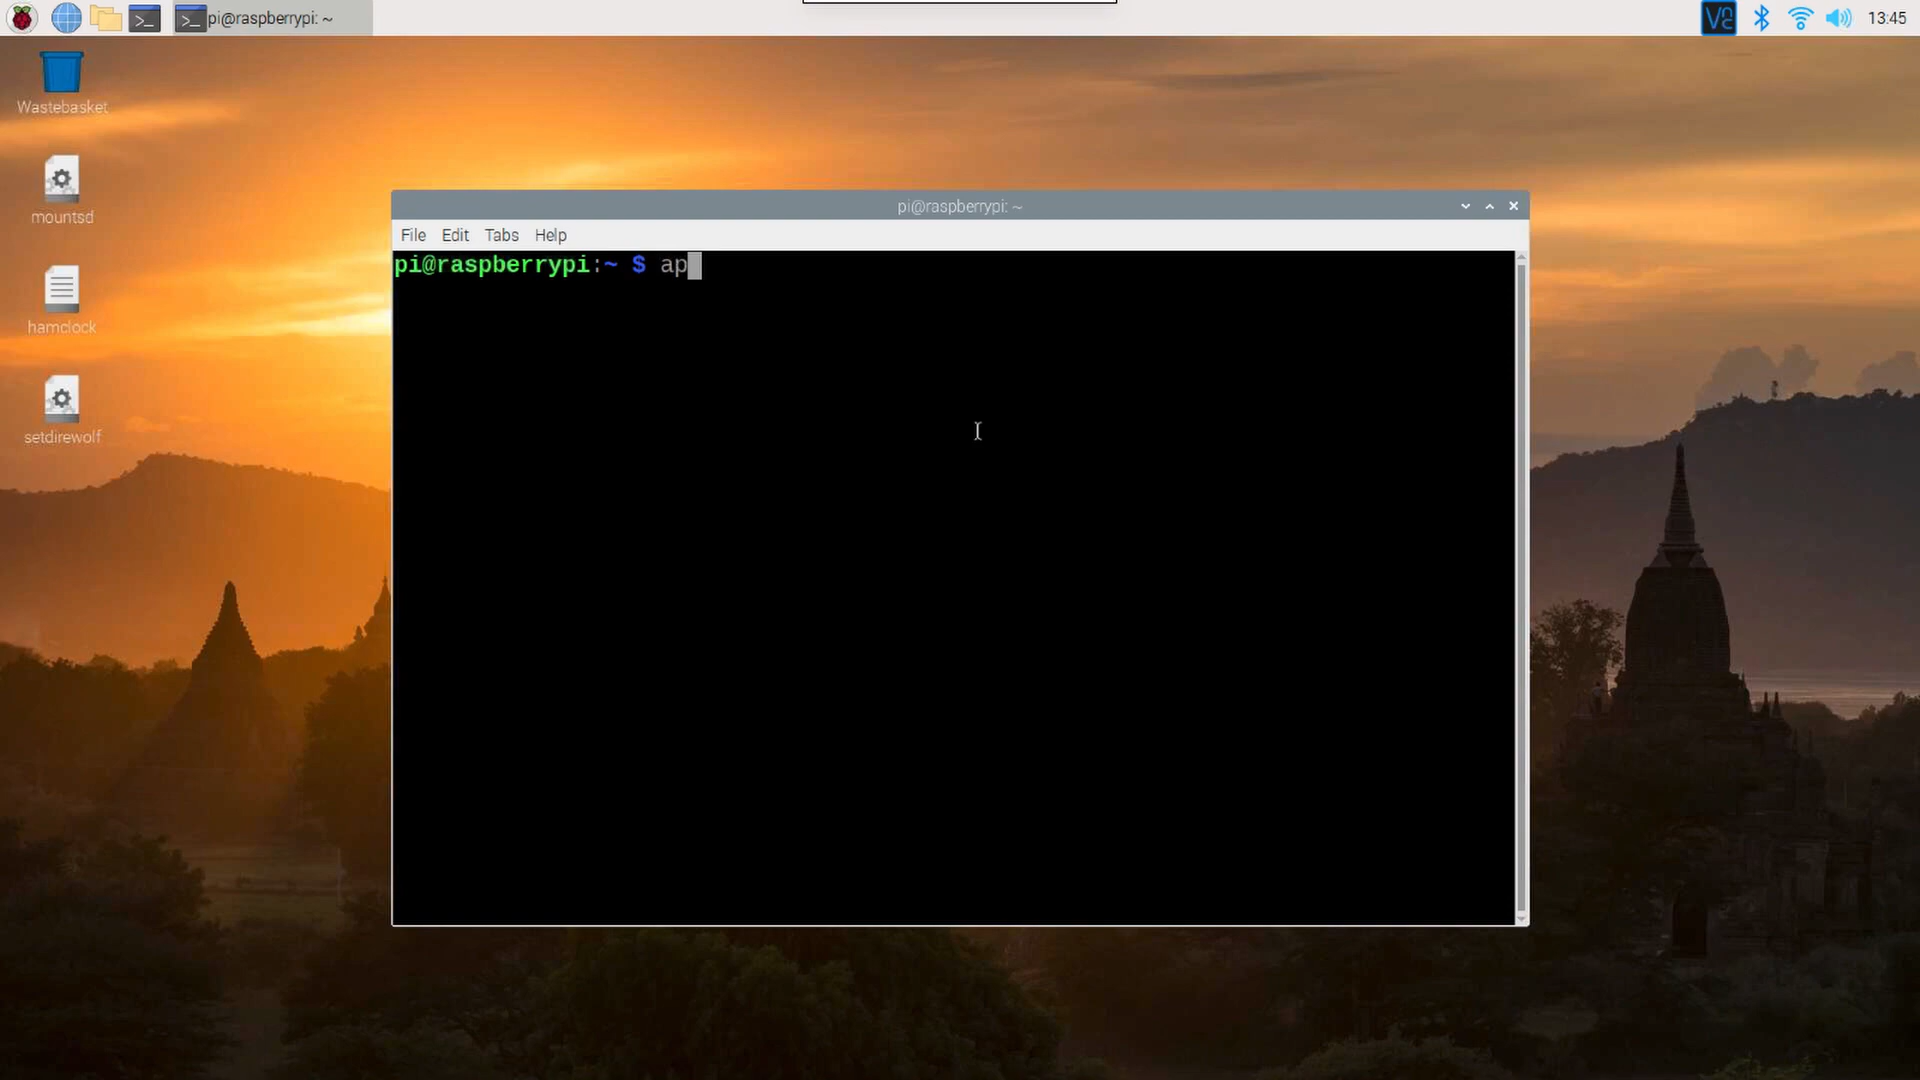 pi@raspberrypi: ~
13:45
Wastebasket
mountsd
hamclock
setdirewolf
pi@raspberrypi: ~
File Edit Tabs Help
pi@raspberrypi:~ $ ap